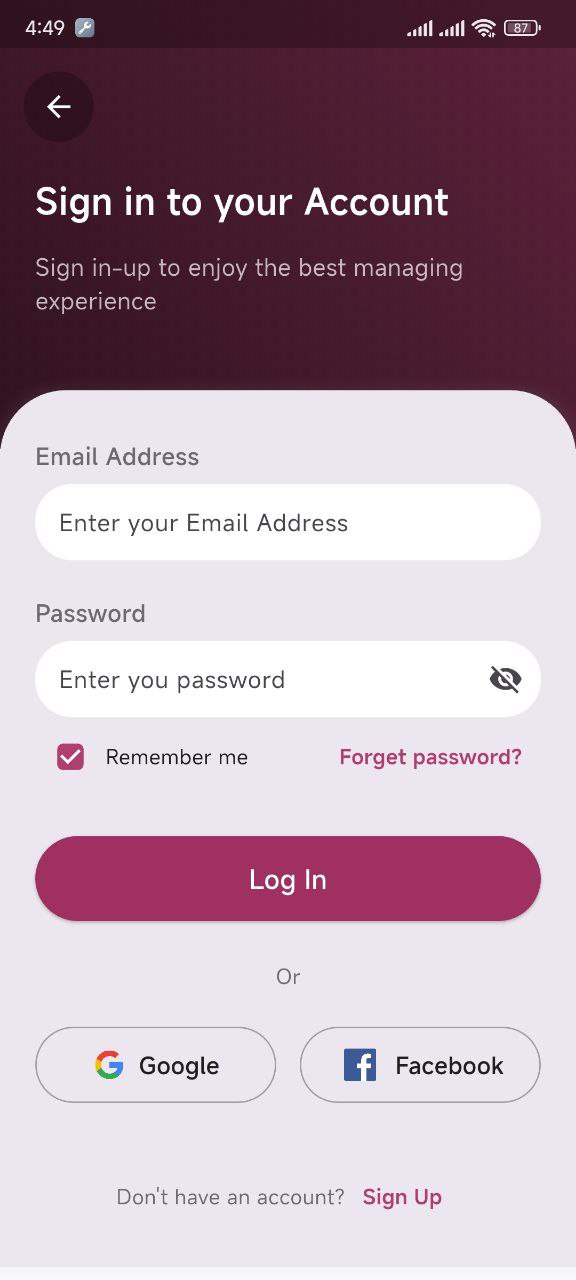 4:49
87
Sign in to your Account
Sign in-up to enjoy the best managing
experience
Email Address
Enter your Email Address
Password
Enter you password
Remember me
Forget password?
Log In
Or
Google
Facebook
Don't have an account? Sign Up